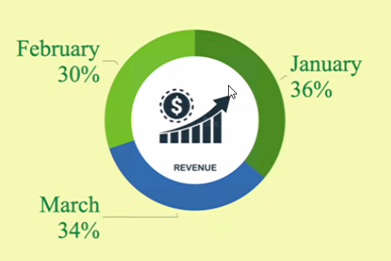 February
30%
January
36%
$
REVENUE
March
34%